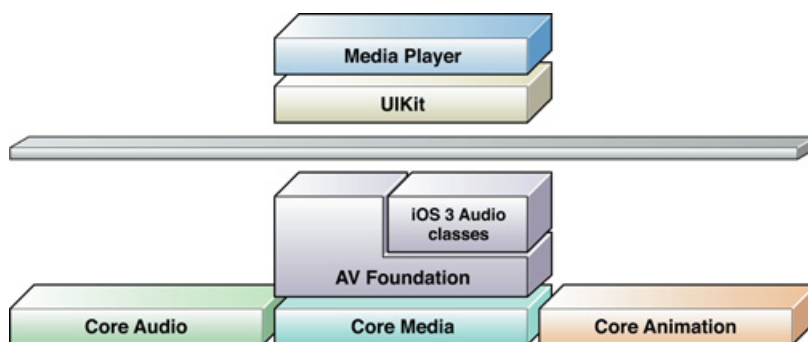 Media Player
UIKit
iOS 3 Audio
classes
AV Foundation
Core Audio
Core Media
Core Animation